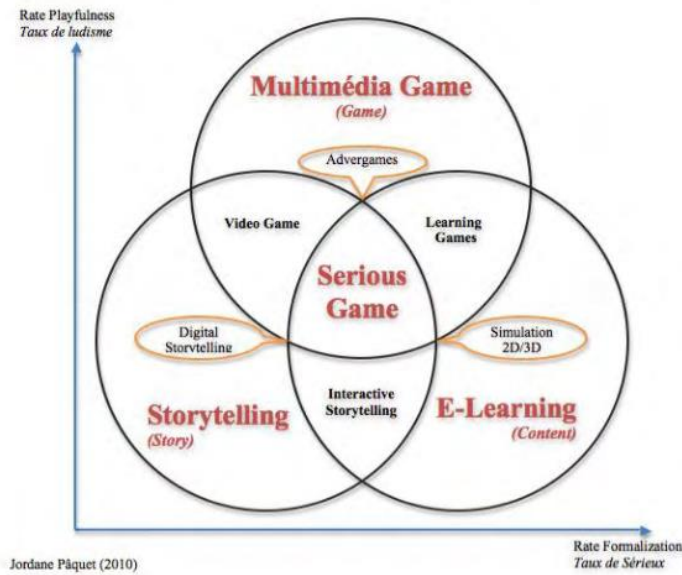 Rate Playfulness
Taux de ludisme
Multimédia Game
(Game)
Advergames
Video Game
Learning
Games
Serious
Game
Digital
Storytelling
Simulation
2D/3D
Interactive
Storytelling
Storytelling
(Story)
E-Learning
(Content)
Jordane Pâquet (2010)
Rate Formalization
Taux de Sérieux